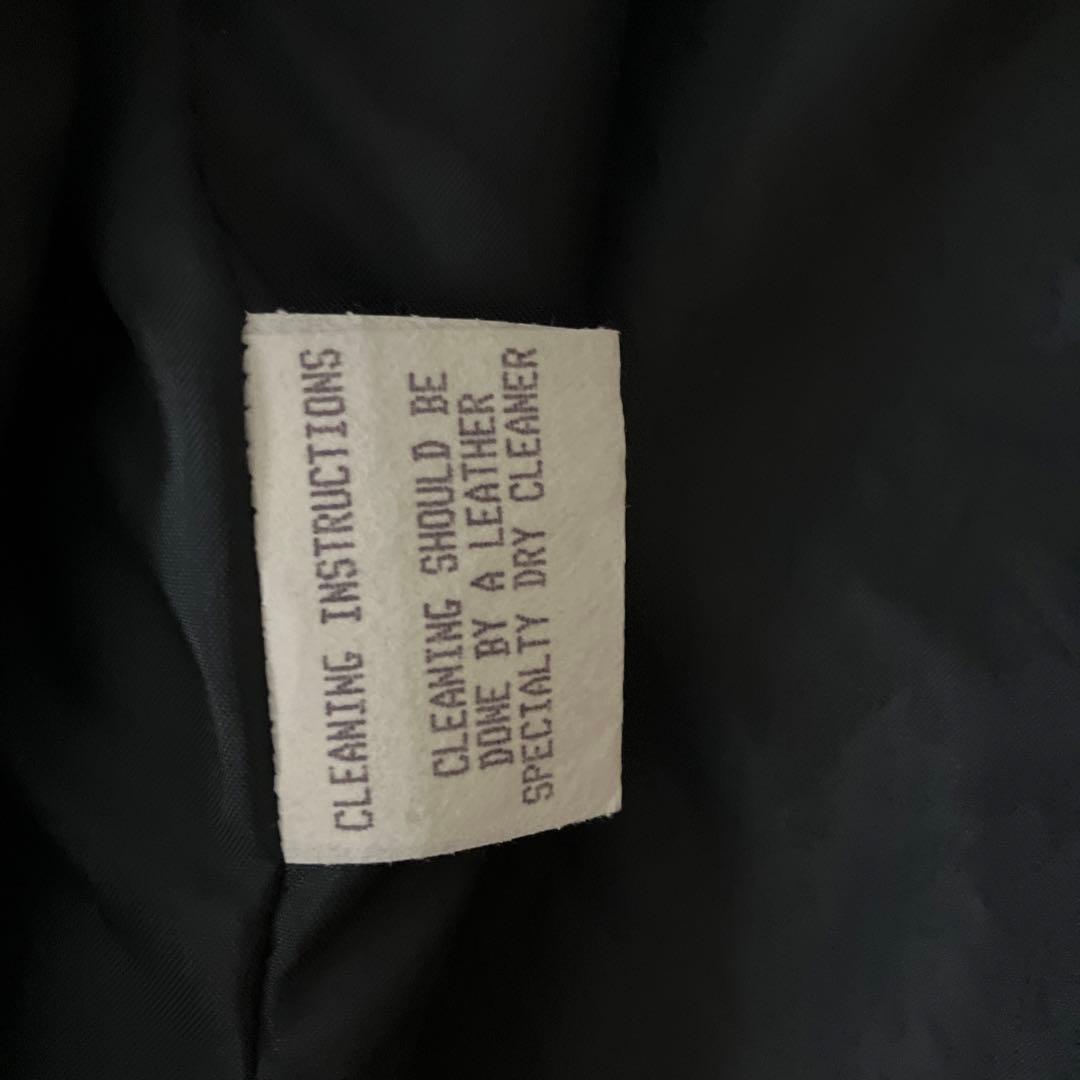 CLEANING INSTRUCTIONS
CLEANING SHOULD BE
DONE BY A LEATHER
SPECIALTY DRY CLEANER